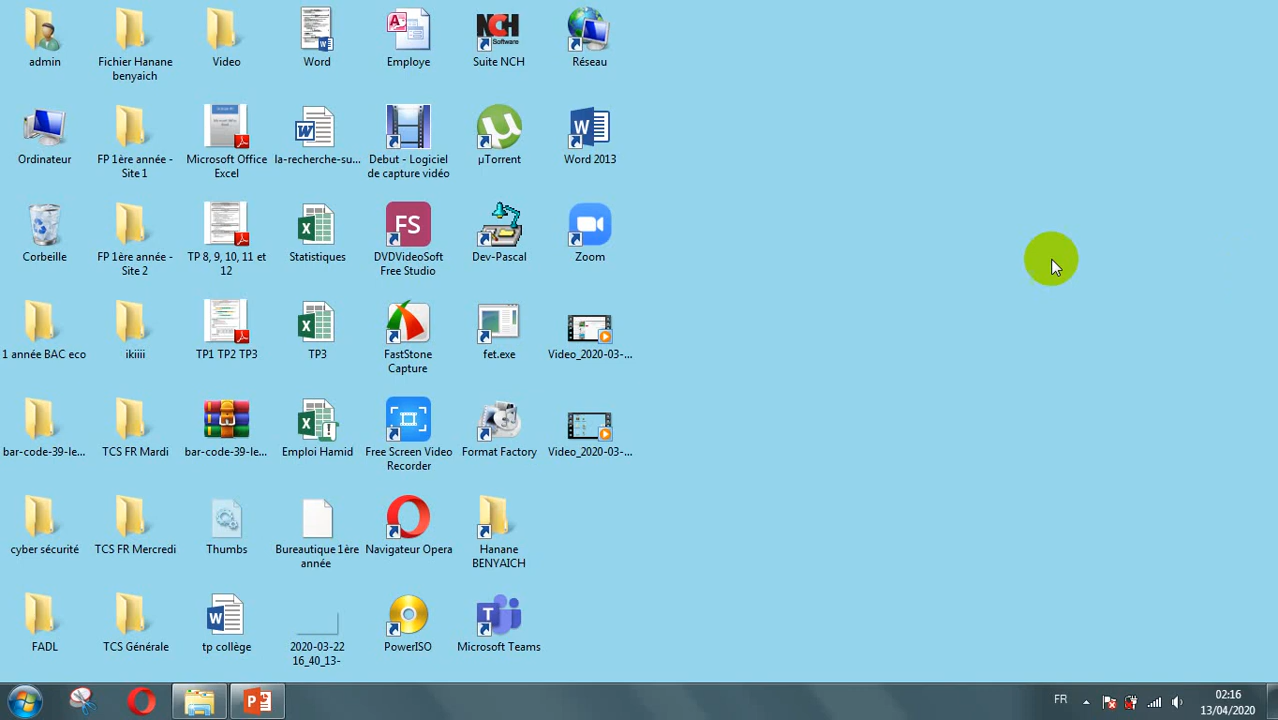 admin
Fichier Hanane
benyaich
Video
Word
Employe
NCH
Software
Suite NCH
Réseau
Ordinateur
FP 1ère année -
Site 1
Microsoft Office
Excel
la-recherche-su...
Debut - Logiciel
de capture vidéo
µTorrent
Word 2013
Corbeille
FP 1ère année -
Site 2
TP 8, 9, 10, 11 et
12
Statistiques
FS
DVDVideoSoft
Free Studio
Dev-Pascal
Zoom
1 année BAC eco
ikiiii
TP1 TP2 TP3
TP3
FastStone
Capture
fet.exe
Video_2020-03-...
bar-code-39-le...
TCS FR Mardi
bar-code-39-le...
Emploi Hamid
Free Screen Video
Recorder
Format Factory
Video_2020-03-...
cyber sécurité
TCS FR Mercredi
Thumbs
Bureautique 1ère
année
Navigateur Opera
Hanane
BENYAICH
FADL
TCS Générale
tp collège
2020-03-22
16_40_13-
PowerISO
Microsoft Teams
FR
02:16
13/04/2020